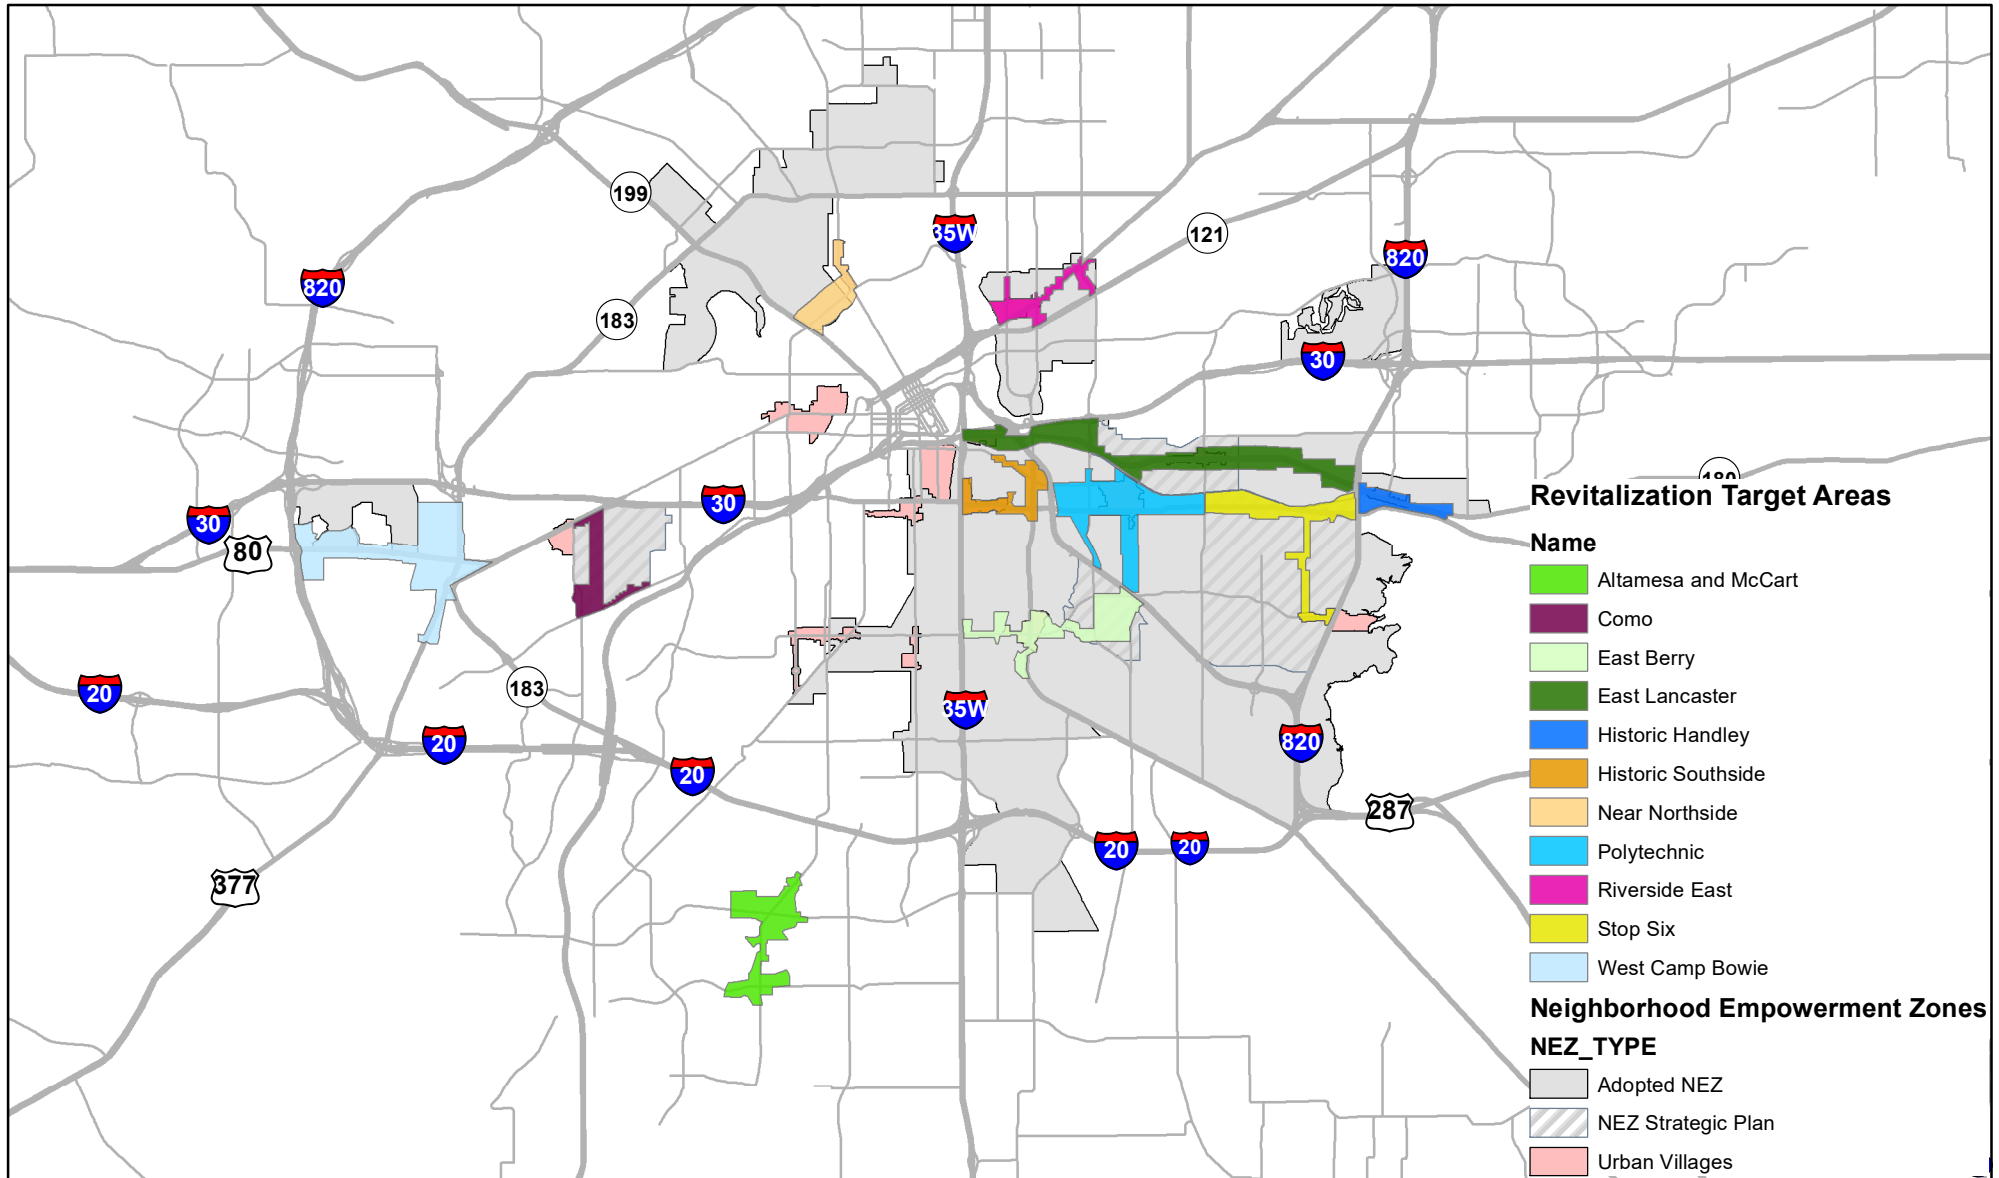 199
35W
121
820
820
183
30
180
30
30
80
20
183
20
35W
820
20
287
20
20
377
Revitalization Target Areas
Name
Altamesa and McCart
Como
East Berry
East Lancaster
Historic Handley
Historic Southside
Near Northside
Polytechnic
Riverside East
Stop Six
West Camp Bowie
Neighborhood Empowerment Zones
NEZ_TYPE
Adopted NEZ
NEZ Strategic Plan
Urban Villages